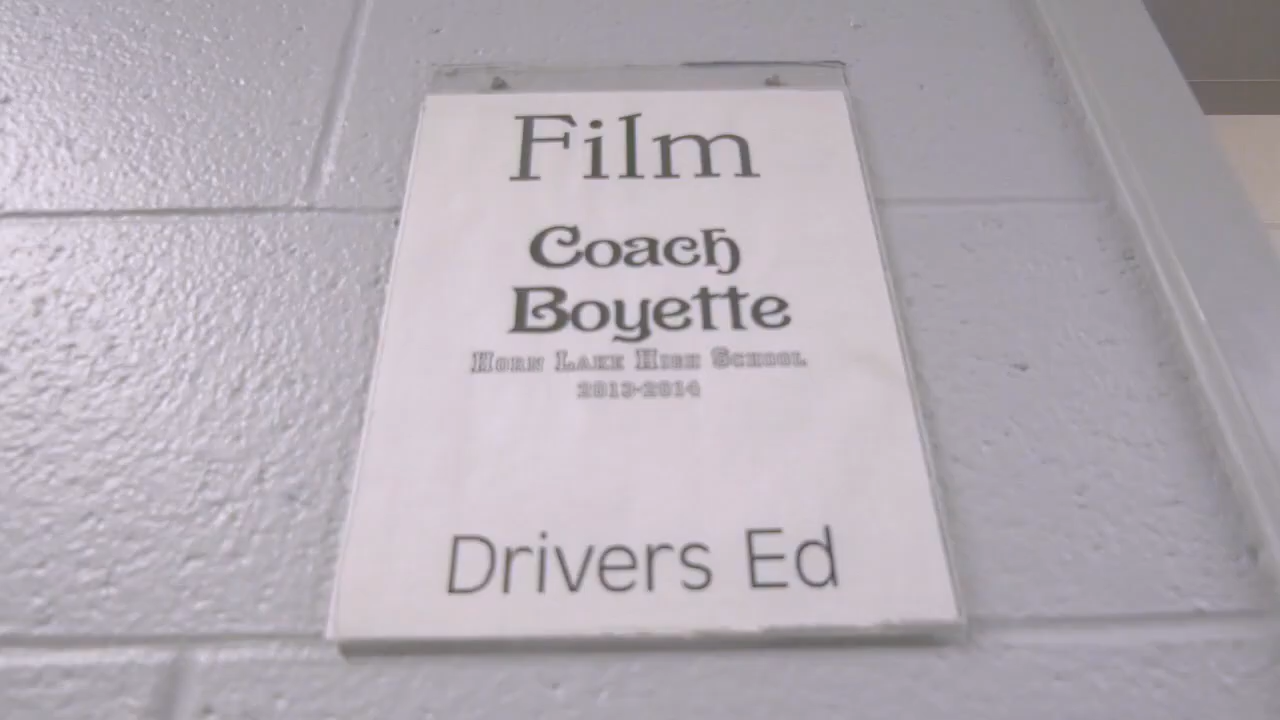 Film
Coach
Boyette
Horn Lake High School
2013-2014
Drivers Ed